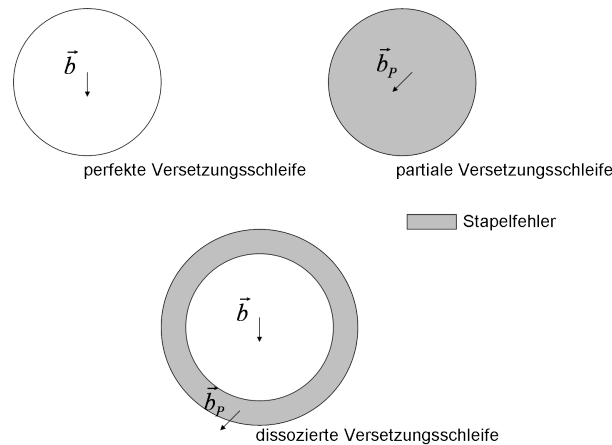 b⃗
b⃗P
perfekte Versetzungsschleife
partiale Versetzungsschleife
Stapelfehler
b⃗
b⃗P
dissozierte Versetzungsschleife